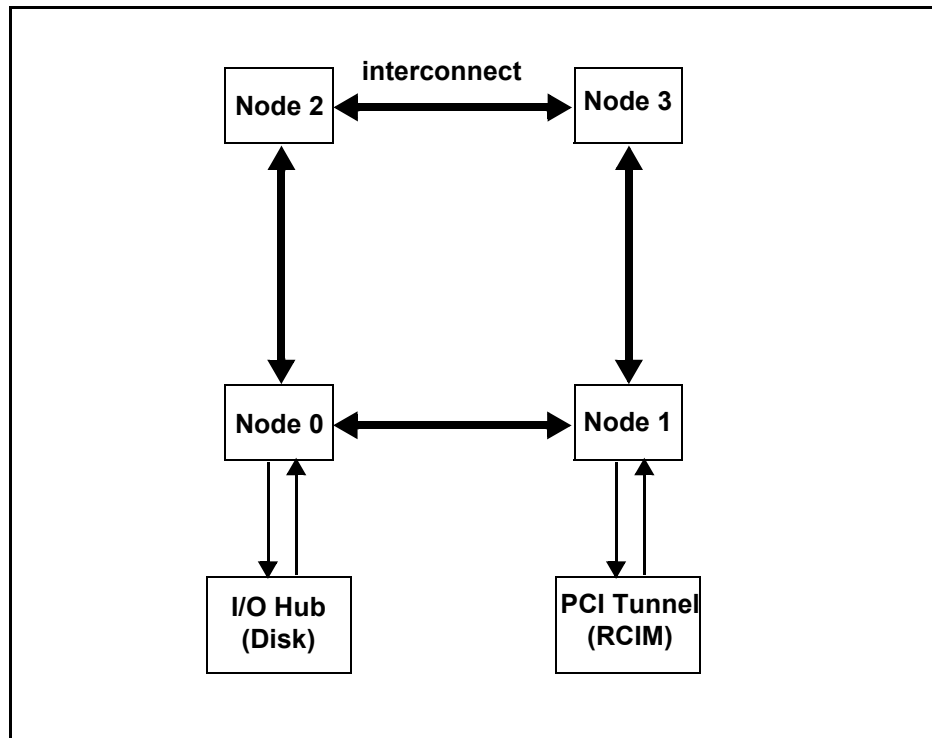 interconnect
Node 2
Node 3
Node 0
Node 1
I/O Hub
(Disk)
PCI Tunnel
(RCIM)